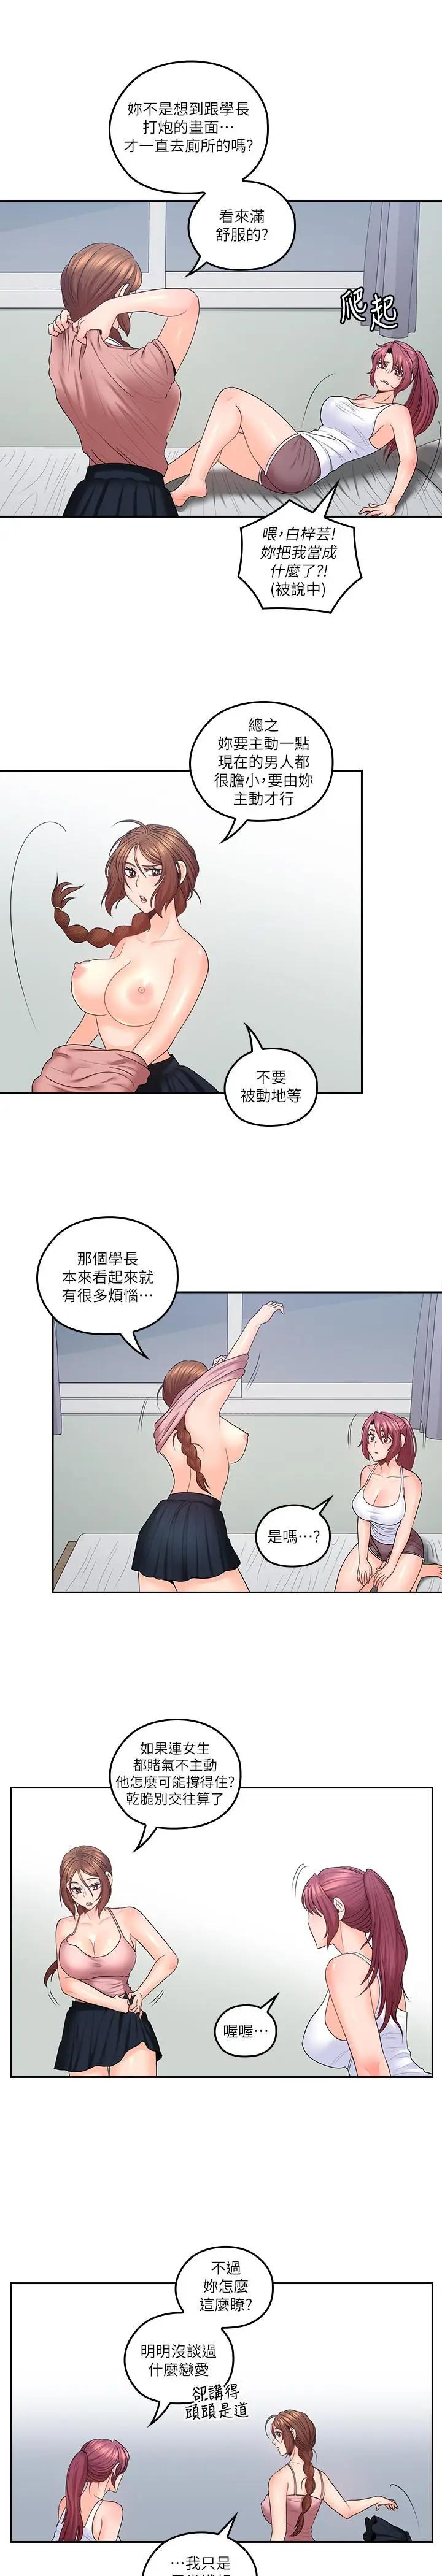 妳不是想到跟學長
打炮的畫面⋯
才一直去廁所的嗎?
看來滿
舒服的?
爬起
喂，白梓芸!
妳把我當成
什麼了?!
(被說中)
總之
妳要主動一點
現在的男人都
很膽小，要由妳
主動才行
不要
被動地等
那個學長
本來看起來就
有很多煩惱⋯
是嗎⋯?
如果連女生
都賭氣不主動
他怎麼可能撐得住?
乾脆別交往算了
喔喔⋯
不過
妳怎麼
這麼瞭?
明明沒談過
什麼戀愛
卻講得
頭頭是道
⋯我只是